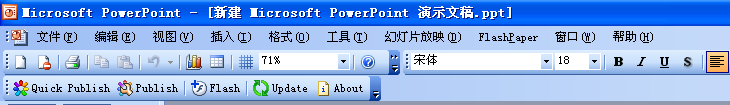 Microsoft PowerPoint - [新建 Microsoft PowerPoint 演示文稿.ppt]
文件(F) 编辑(E) 视图(V) 插入(I) 格式(O) 工具(T) 幻灯片放映(D) FlashPaper 窗口(W) 帮助(H)
71% 宋体 18 B I U S
Quick Publish Publish Flash Update About